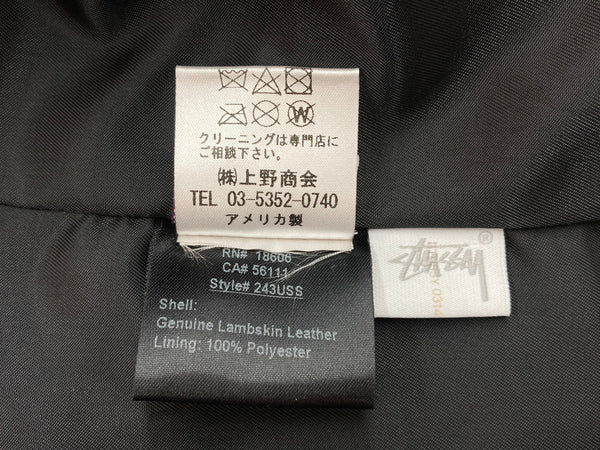 W
クリーニングは専門店に
ご相談下さい。
㈱上野商会
TEL 03-5352-0740
アメリカ製
RN# 18606
CA# 56111
Style# 243USS
Shell:
Genuine Lambskin Leather
Lining: 100% Polyester
STÜSSY®